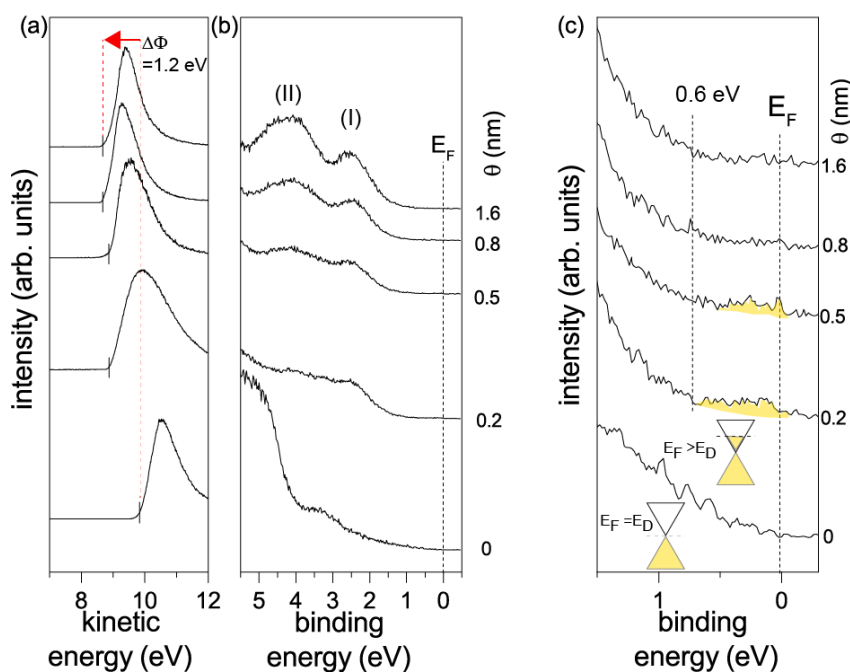 (a)
ΔΦ
=1.2 eV
intensity (arb. units)
7 8 9 10 11 12
kinetic
energy (eV)
(b)
(II)
(I)
E_F
θ (nm)
1.6
0.8
0.5
0.2
0
5 4 3 2 1 0
binding
energy (eV)
(c)
0.6 eV
E_F
θ (nm)
intensity (arb. units)
1.6
0.8
0.5
0.2
E_F >E_D
E_F =E_D
0
1 0
binding
energy (eV)